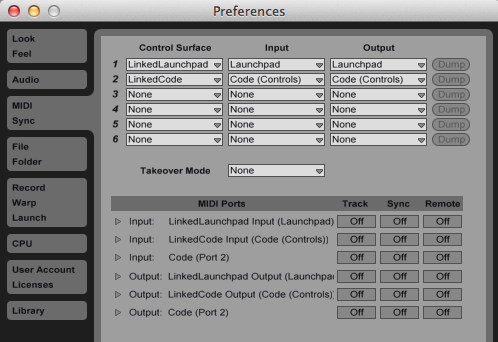 Preferences
Look
Feel
Audio
MIDI
Sync
File
Folder
Record
Warp
Launch
CPU
User Account
Licenses
Library
Control Surface Input Output
1 LinkedLaunchpad Launchpad Launchpad Dump
2 LinkedCode Code (Controls) Code (Controls) Dump
3 None None None Dump
4 None None None Dump
5 None None None Dump
6 None None None Dump
Takeover Mode None
MIDI Ports Track Sync Remote
Input: LinkedLaunchpad Input (Launchpad) Off Off Off
Input: LinkedCode Input (Code (Controls)) Off Off Off
Input: Code (Port 2) Off Off Off
Output: LinkedLaunchpad Output (Launchpa Off Off Off
Output: LinkedCode Output (Code (Controls) Off Off Off
Output: Code (Port 2) Off Off Off